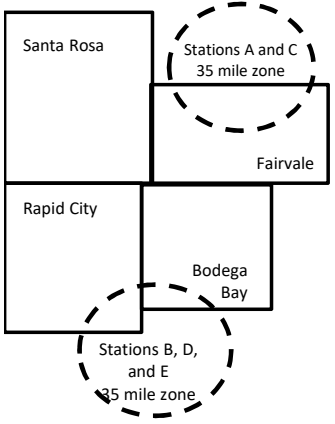 Santa Rosa
Stations A and C
35 mile zone
Fairvale
Rapid City
Bodega
Bay
Stations B, D,
and E
35 mile zone